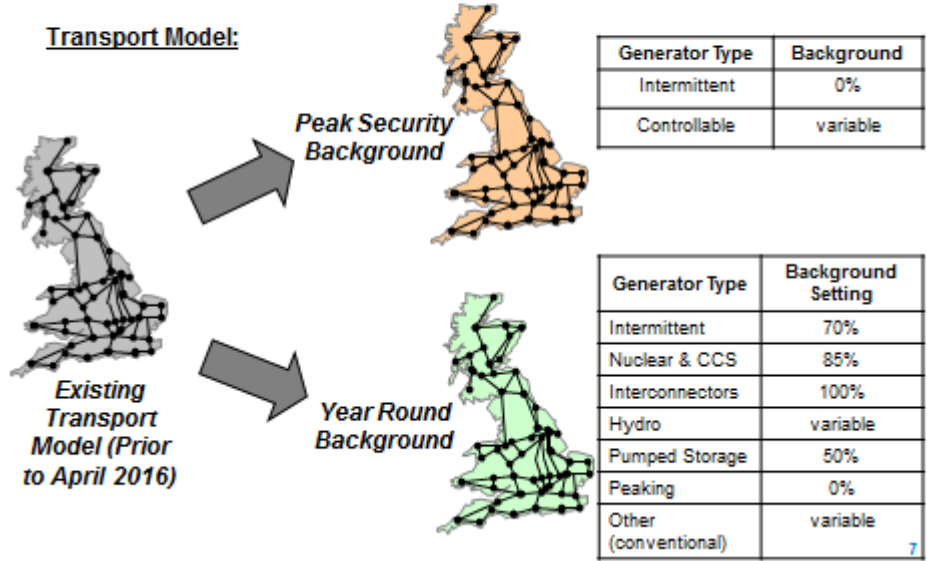 Transport Model:
Existing
Transport
Model (Prior
to April 2016)
Peak Security
Background
Generator Type Background
Intermittent 0%
Controllable variable
Year Round
Background
Generator Type Background
Setting
Intermittent 70%
Nuclear & CCS 85%
Interconnectors 100%
Hydro variable
Pumped Storage 50%
Peaking 0%
Other variable
(conventional)
7